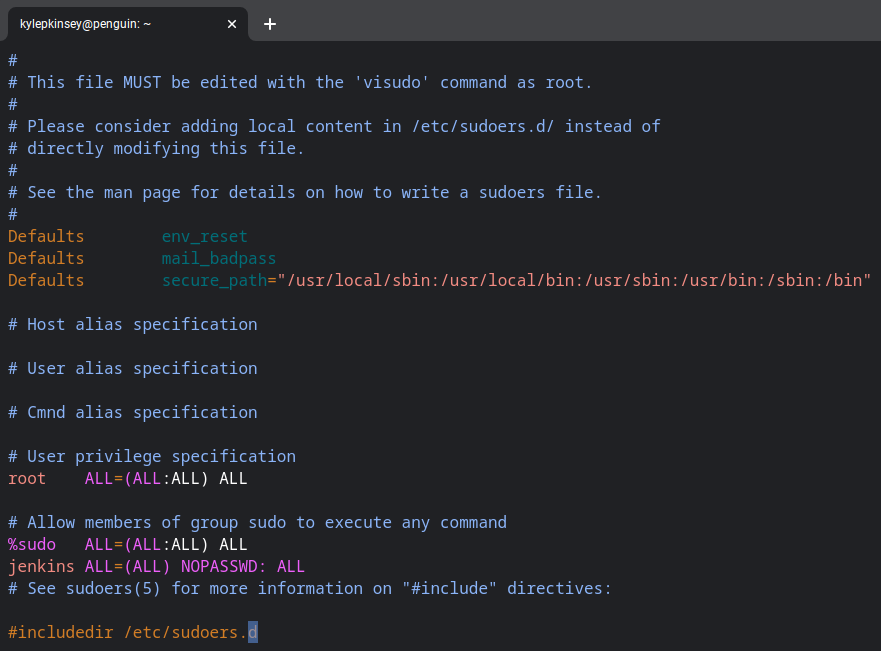 kylepkinsey@penguin: ~
#
# This file MUST be edited with the 'visudo' command as root.
#
# Please consider adding local content in /etc/sudoers.d/ instead of
# directly modifying this file.
#
# See the man page for details on how to write a sudoers file.
#
Defaults        env_reset
Defaults        mail_badpass
Defaults        secure_path="/usr/local/sbin:/usr/local/bin:/usr/sbin:/usr/bin:/sbin:/bin"
# Host alias specification
# User alias specification
# Cmnd alias specification
# User privilege specification
root    ALL=(ALL:ALL) ALL
# Allow members of group sudo to execute any command
%sudo   ALL=(ALL:ALL) ALL
jenkins ALL=(ALL) NOPASSWD: ALL
# See sudoers(5) for more information on "#include" directives:
#includedir /etc/sudoers.d